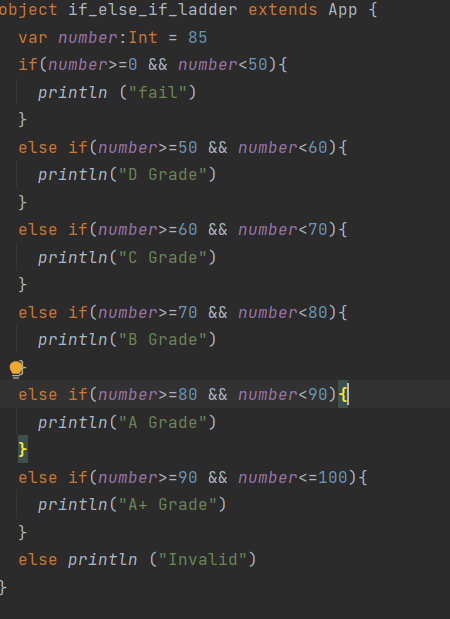 object if_else_if_ladder extends App {
  var number:Int = 85
  if(number>=0 && number<50){
    println ("fail")
  }
  else if(number>=50 && number<60){
    println("D Grade")
  }
  else if(number>=60 && number<70){
    println("C Grade")
  }
  else if(number>=70 && number<80){
    println("B Grade")
  }
  else if(number>=80 && number<90){
    println("A Grade")
  }
  else if(number>=90 && number<=100){
    println("A+ Grade")
  }
  else println ("Invalid")
}